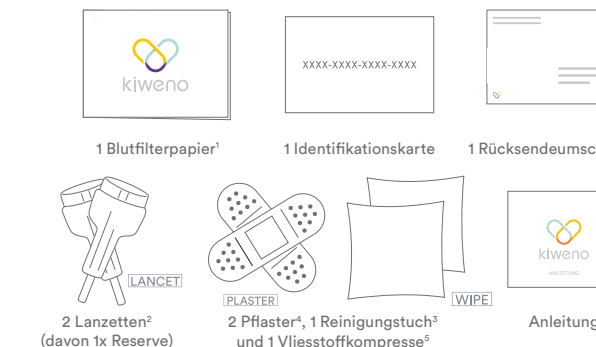 kiweno
XXXX-XXXX-XXXX-XXXX
1 Blutfilterpapier¹
1 Identifikationskarte
1 Rücksendeumsc
LANCET
PLASTER
WIPE
kiweno
ANLEITUNG
2 Lanzetten²
(davon 1x Reserve)
2 Pflaster⁴, 1 Reinigungstuch³
und 1 Vliesstoffkompresse⁵
Anleitung